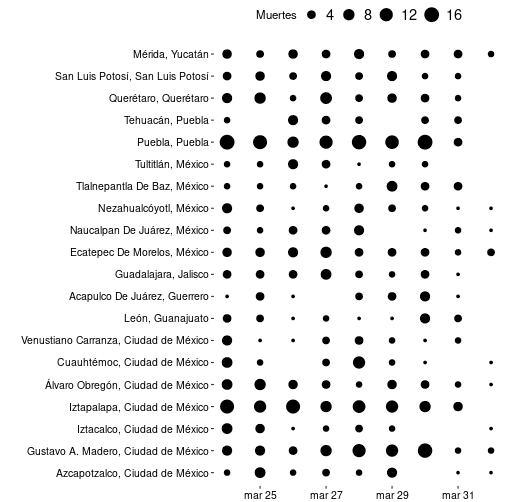 Muertes 4 8 12 16
Mérida, Yucatán
San Luis Potosí, San Luis Potosí
Querétaro, Querétaro
Tehuacán, Puebla
Puebla, Puebla
Tultitlán, México
Tlalnepantla De Baz, México
Nezahualcóyotl, México
Naucalpan De Juárez, México
Ecatepec De Morelos, México
Guadalajara, Jalisco
Acapulco De Juárez, Guerrero
León, Guanajuato
Venustiano Carranza, Ciudad de México
Cuauhtémoc, Ciudad de México
Álvaro Obregón, Ciudad de México
Iztapalapa, Ciudad de México
Iztacalco, Ciudad de México
Gustavo A. Madero, Ciudad de México
Azcapotzalco, Ciudad de México
mar 25 mar 27 mar 29 mar 31